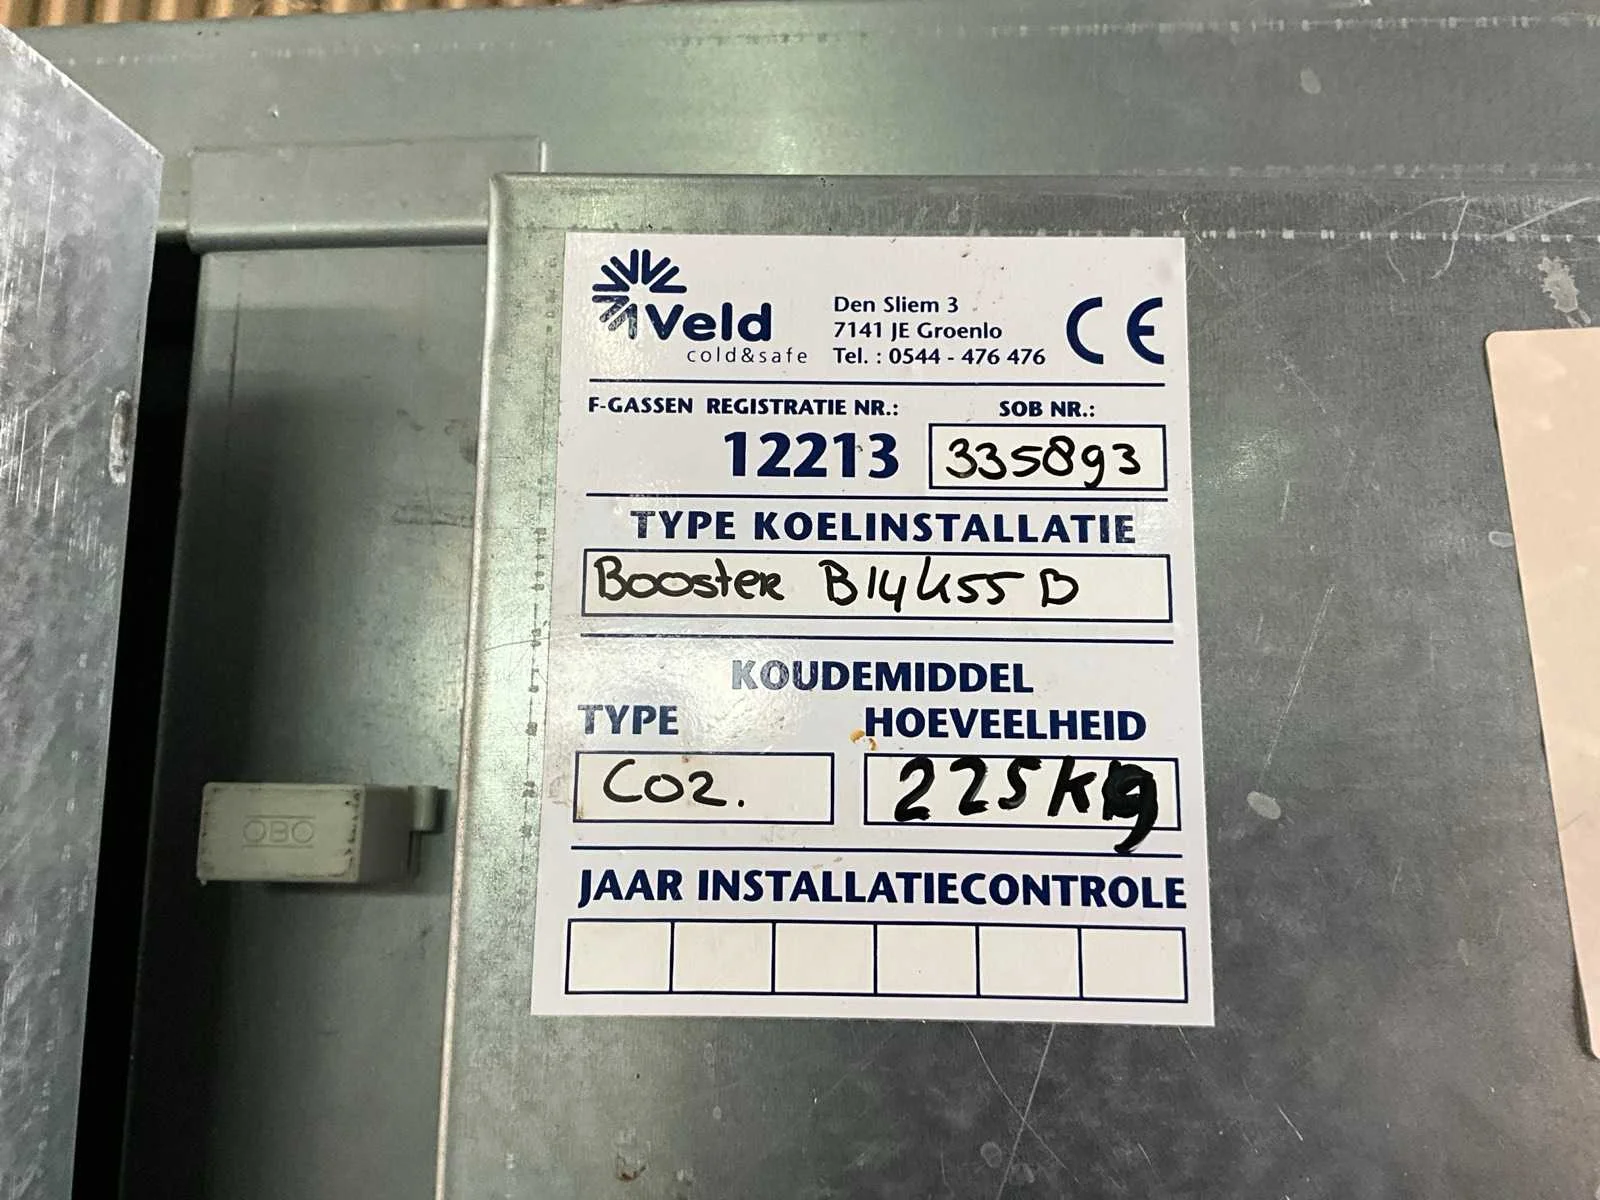 Veld
cold&safe
Den Sliem 3
7141 JE Groenlo
Tel. : 0544 - 476 476
CE
F-GASSEN REGISTRATIE NR.:
12213
SOB NR.:
335893
TYPE KOELINSTALLATIE
Booster B14K55 D
KOUDEMIDDEL
TYPE
CO2.
HOEVEELHEID
225kg
JAAR INSTALLATIECONTROLE
OBO